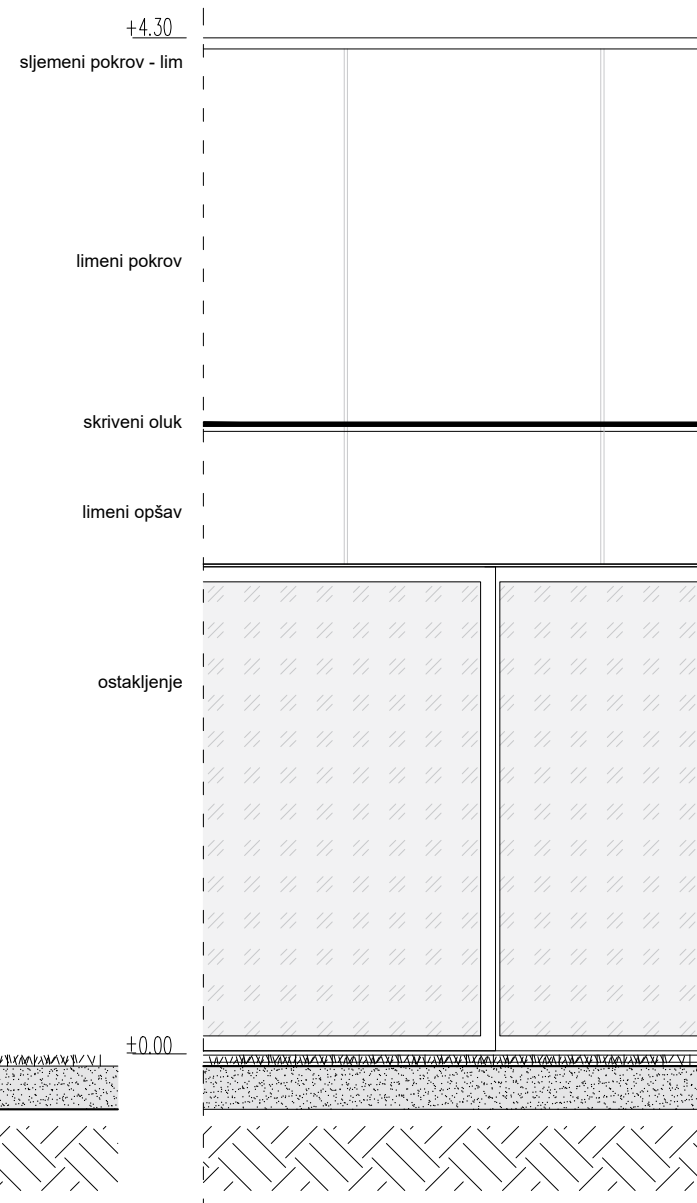 +4.30
sljemeni pokrov - lim
limeni pokrov
skriveni oluk
limeni opšav
ostakljenje
±0.00